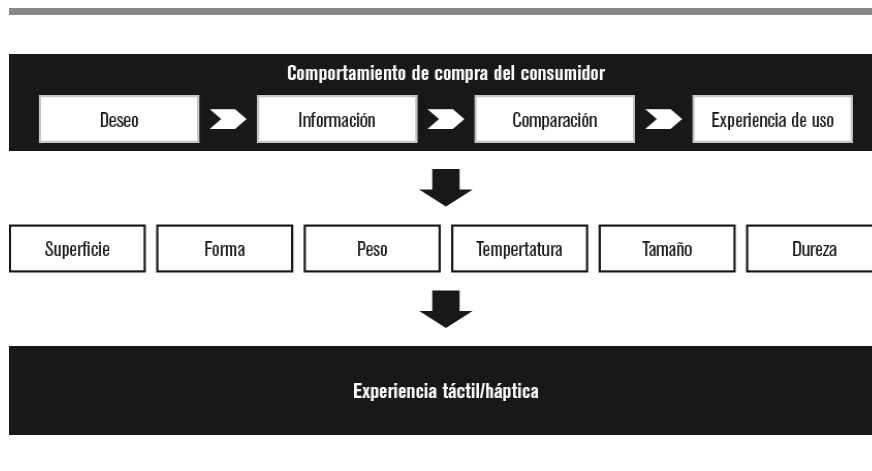 Comportamiento de compra del consumidor
Deseo Información Comparación Experiencia de uso
Superficie Forma Peso Tempertatura Tamaño Dureza
Experiencia táctil/háptica